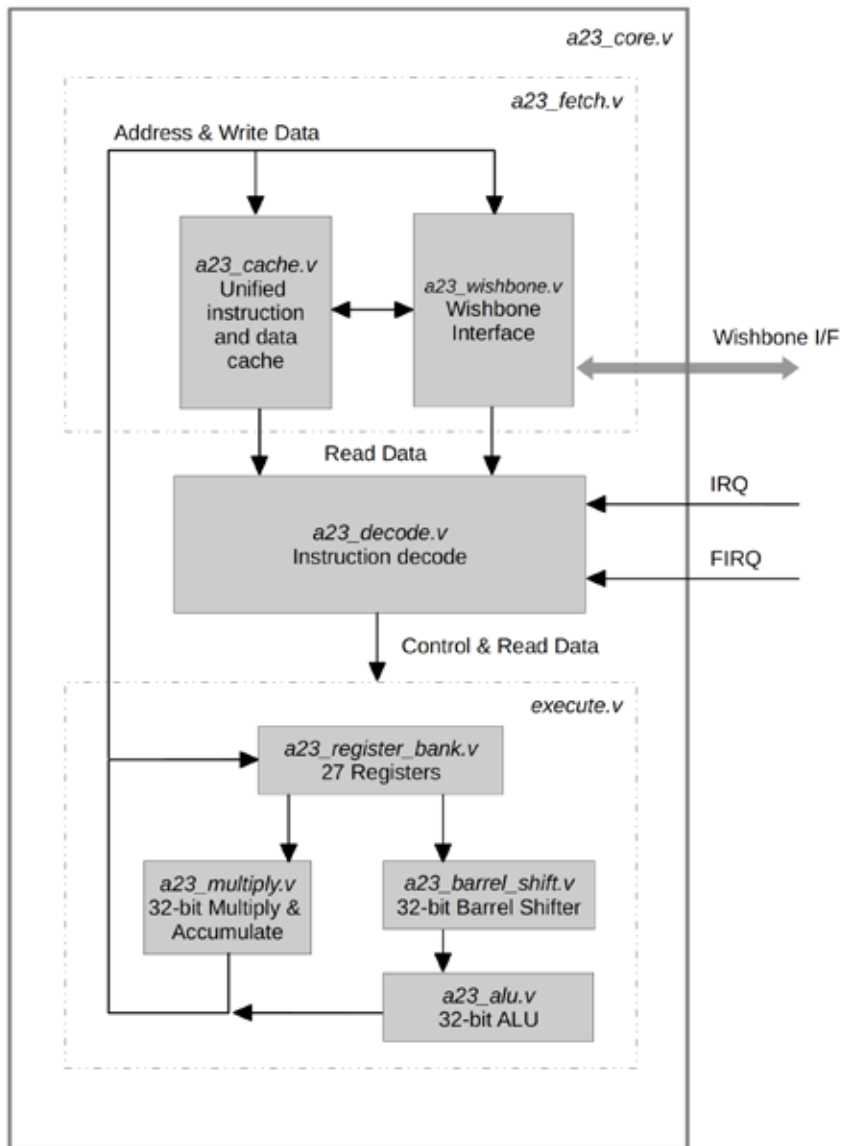 a23_core.v
a23_fetch.v
Address & Write Data
a23_cache.v
Unified
instruction
and data
cache
a23_wishbone.v
Wishbone
Interface
Wishbone I/F
Read Data
IRQ
a23_decode.v
Instruction decode
FIRQ
Control & Read Data
execute.v
a23_register_bank.v
27 Registers
a23_multiply.v
32-bit Multiply &
Accumulate
a23_barrel_shift.v
32-bit Barrel Shifter
a23_alu.v
32-bit ALU